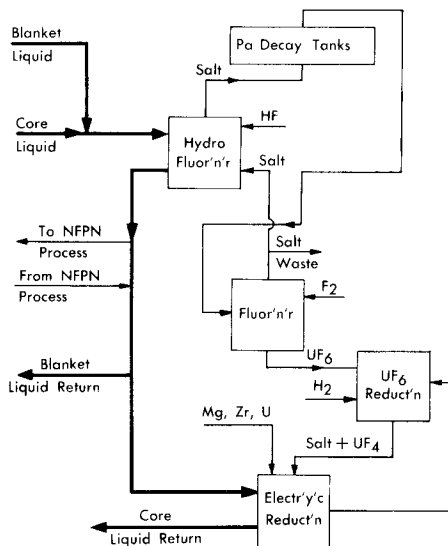 Blanket
Liquid
Pa Decay Tanks
Salt
Core
Liquid
HF
Hydro
Fluor'n'r
Salt
To NFPN
Process
Salt
Waste
From NFPN
Process
F2
Fluor'n'r
UF6
Blanket
Liquid Return
H2
UF6
Reduct'n
Mg, Zr, U
Salt + UF4
Electr'y'c
Reduct'n
Core
Liquid Return